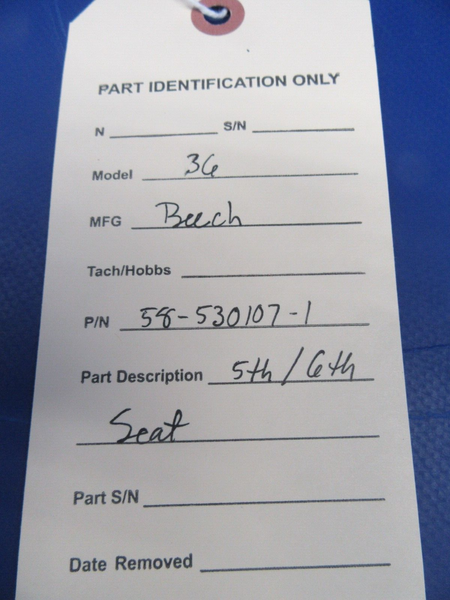 PART IDENTIFICATION ONLY
N S/N
Model 36
MFG Beech
Tach/Hobbs
P/N 58-530107-1
Part Description 5th/6th
Seat
Part S/N
Date Removed